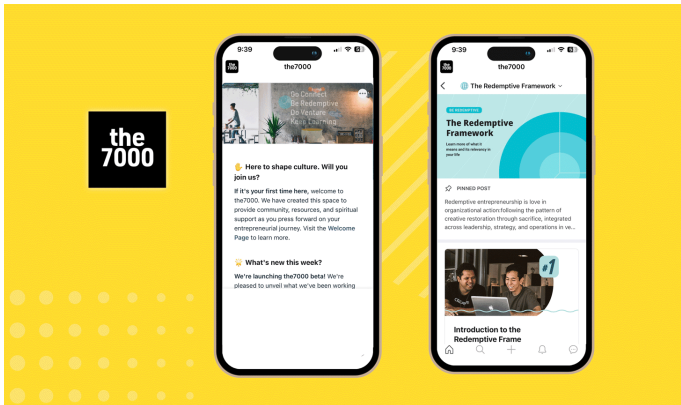 the
7000
9:39
the
7000
the7000
Do Connect
Be Redemptive
Do Venture
Keep Learning
Here to shape culture. Will you
join us?
If it's your first time here, welcome to
the7000. We have created this space to
provide community, resources, and spiritual
support as you press forward on your
entrepreneurial journey. Visit the Welcome
Page to learn more.
What's new this week?
We're launching the7000 beta! We're
pleased to unveil what we've been working
9:39
the
7000
the7000
The Redemptive Framework
BE REDEMPTIVE
The Redemptive
Framework
Learn more of what it
means and its relevancy in
your life
PINNED POST
Redemptive entrepreneurship is love in
organizational action:following the pattern of
creative restoration through sacrifice, integrated
across leadership, strategy, and operations in ve...
#1
Introduction to the
Redemptive Frame